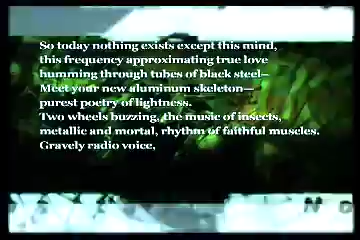 So today nothing exists except this mind,
this frequency approximating true love
humming through tubes of black steel—
Meet your new aluminum skeleton—
purest poetry of lightness.
Two wheels buzzing, the music of insects,
metallic and mortal, rhythm of faithful muscles.
Gravely radio voice,